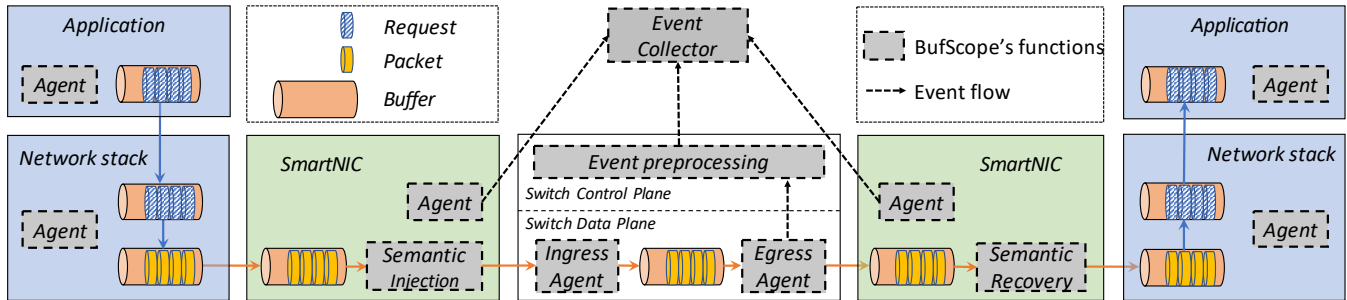 Application
Agent
Network stack
Agent
Request
Packet
Buffer
SmartNIC
Agent
Semantic
Injection
Event
Collector
Event preprocessing
Switch Control Plane
Switch Data Plane
Ingress
Agent
Egress
Agent
BufScope's functions
Event flow
SmartNIC
Agent
Semantic
Recovery
Application
Agent
Network stack
Agent